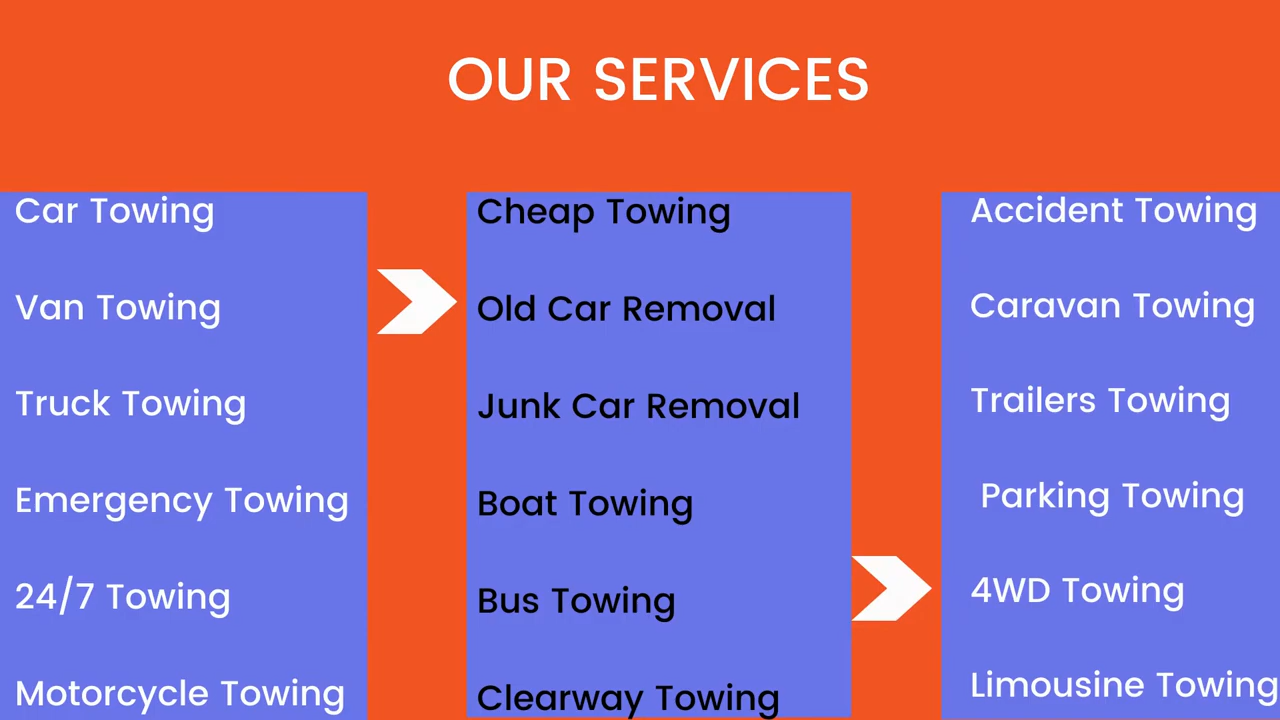 OUR SERVICES
Car Towing
Van Towing
Truck Towing
Emergency Towing
24/7 Towing
Motorcycle Towing
Cheap Towing
Old Car Removal
Junk Car Removal
Boat Towing
Bus Towing
Clearway Towing
Accident Towing
Caravan Towing
Trailers Towing
Parking Towing
4WD Towing
Limousine Towing